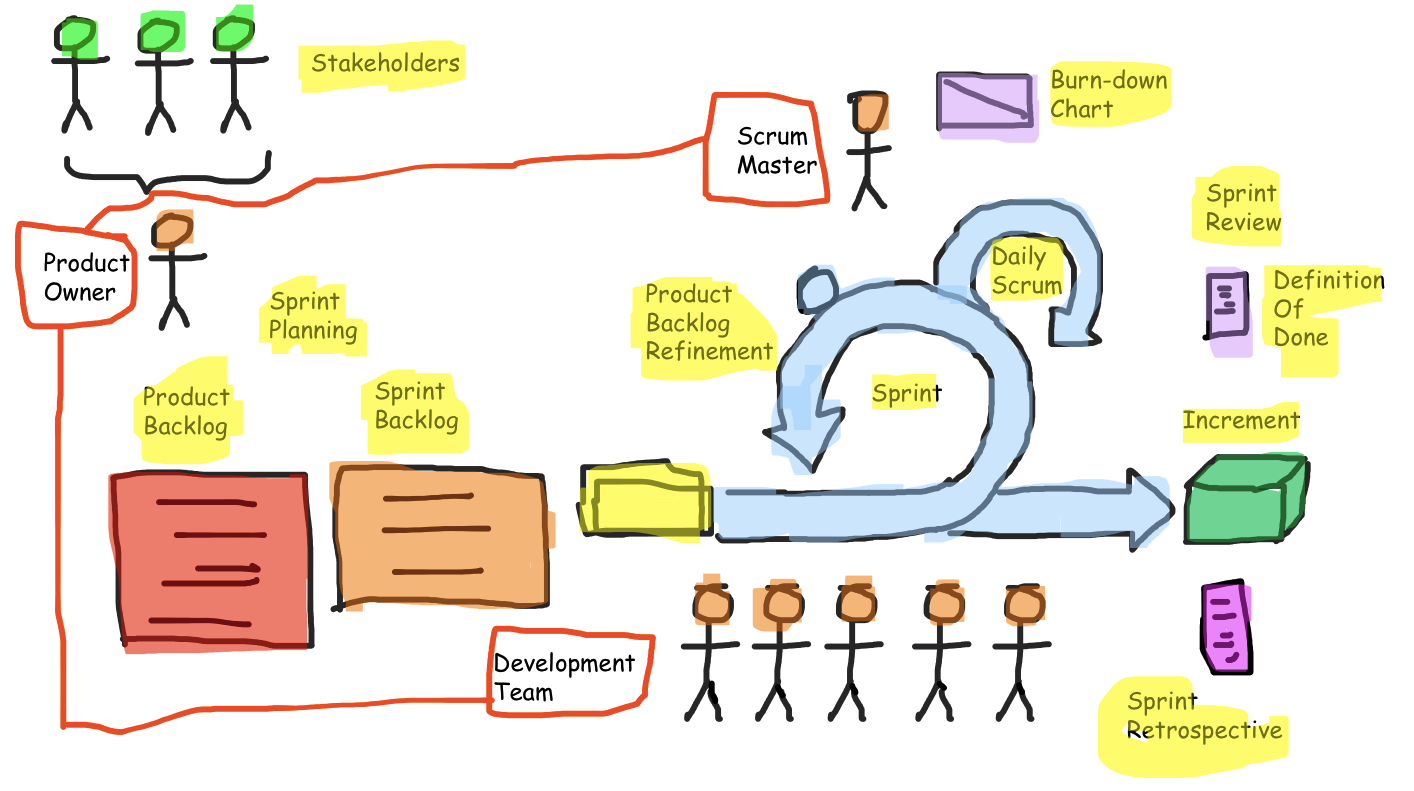 Stakeholders
Burn-down
Chart
Scrum
Master
Sprint
Review
Product
Owner
Sprint
Planning
Product
Backlog
Refinement
Daily
Scrum
Definition
Of
Done
Product
Backlog
Sprint
Backlog
Sprint
Increment
Development
Team
Sprint
Retrospective